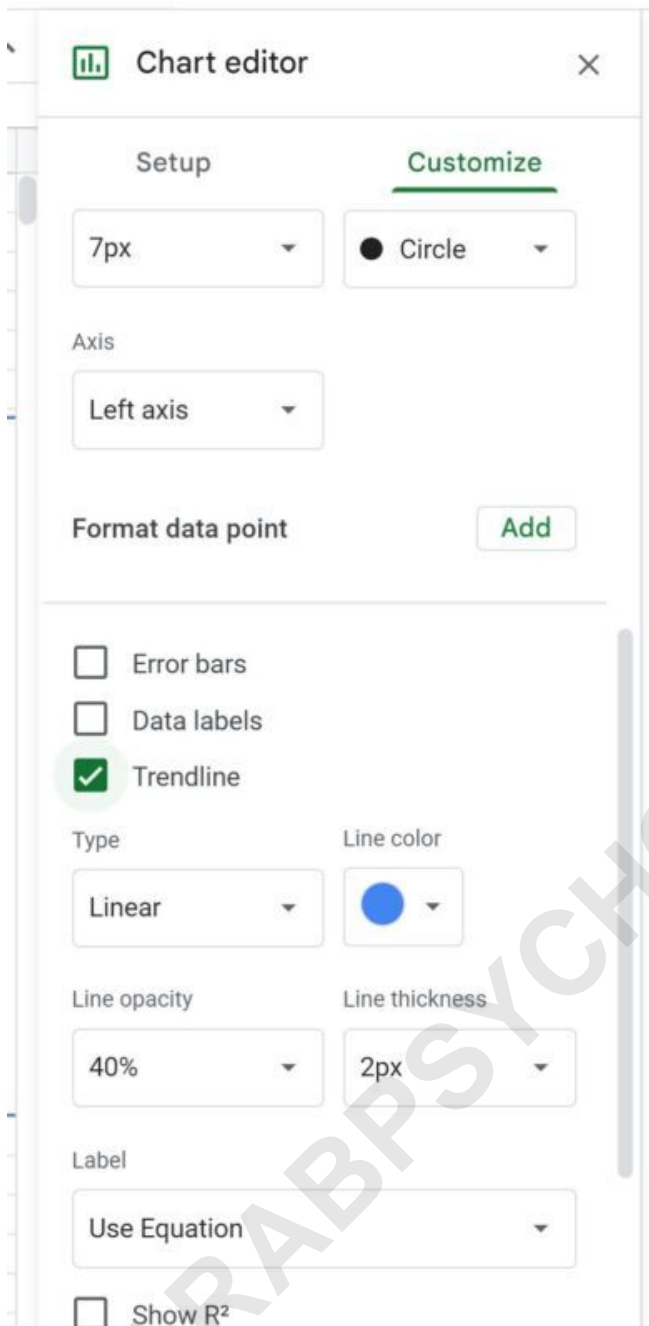 Chart editor
Setup Customize
7px Circle
Axis
Left axis
Format data point Add
Error bars
Data labels
Trendline
Type Line color
Linear
Line opacity Line thickness
40% 2px
Label
Use Equation
Show R²
RABPSYCH